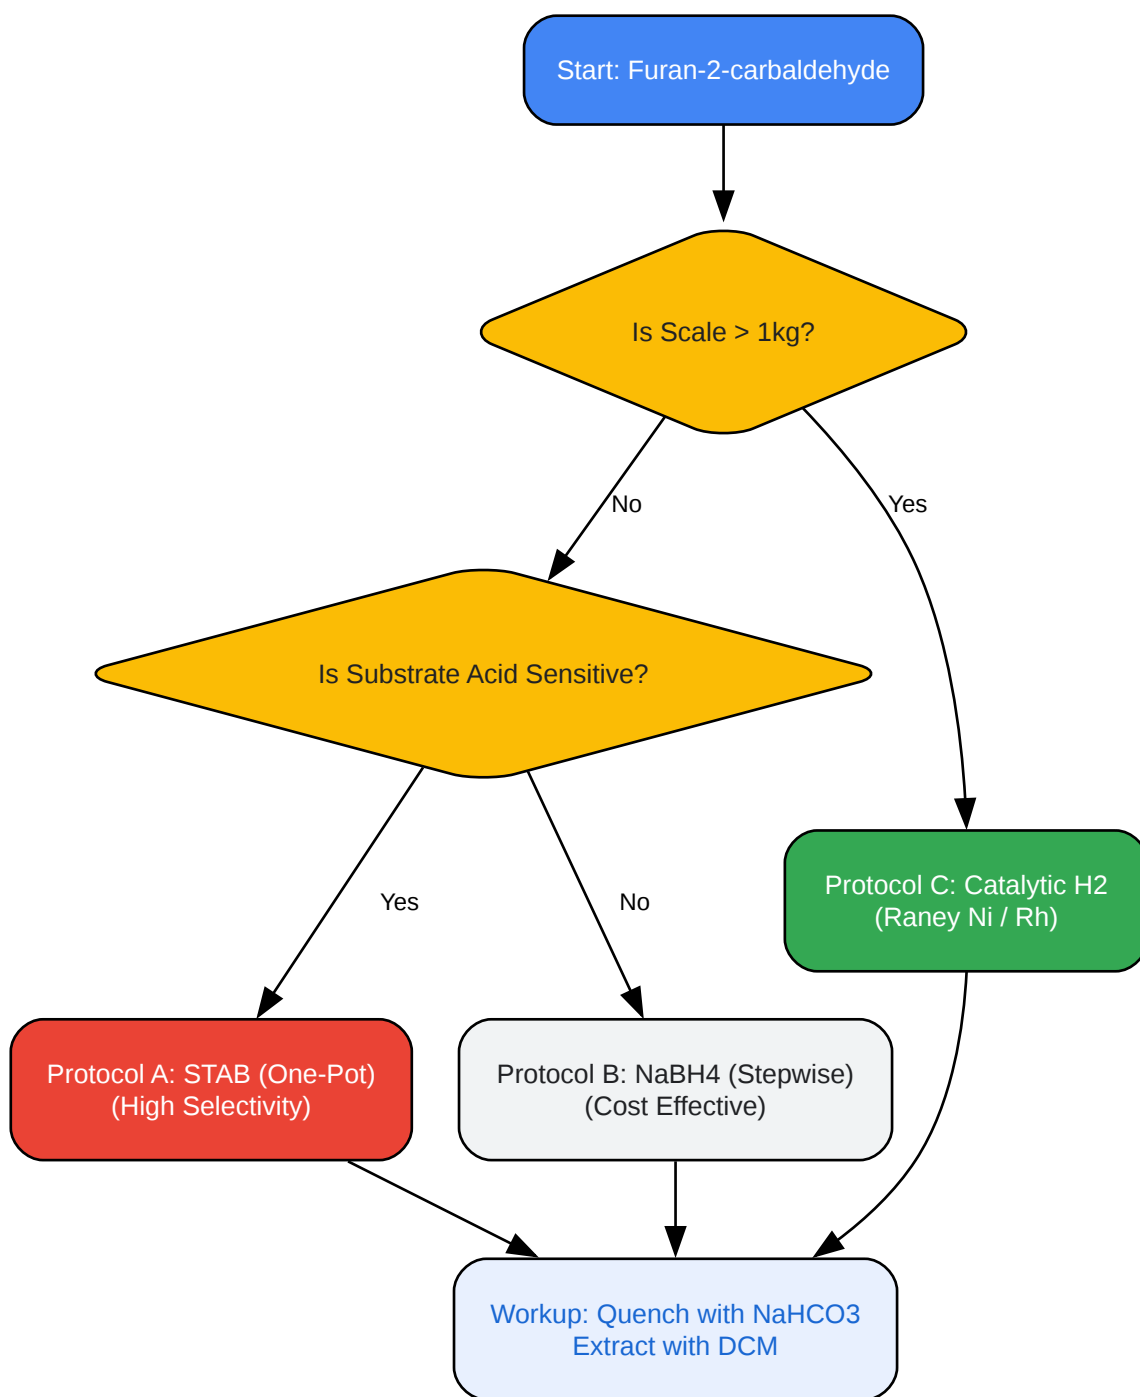 Start: Furan-2-carbaldehyde
Is Scale > 1kg?
No
Yes
Is Substrate Acid Sensitive?
Yes
No
Protocol C: Catalytic H2
(Raney Ni / Rh)
Protocol A: STAB (One-Pot)
(High Selectivity)
Protocol B: NaBH4 (Stepwise)
(Cost Effective)
Workup: Quench with NaHCO3
Extract with DCM